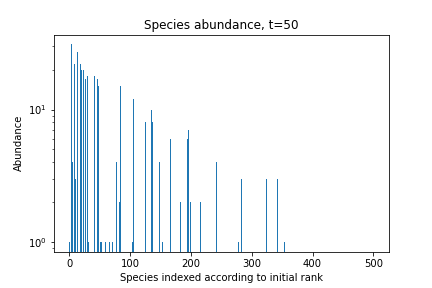 Species abundance, t=50
Abundance
10¹
10⁰
0 100 200 300 400 500
Species indexed according to initial rank